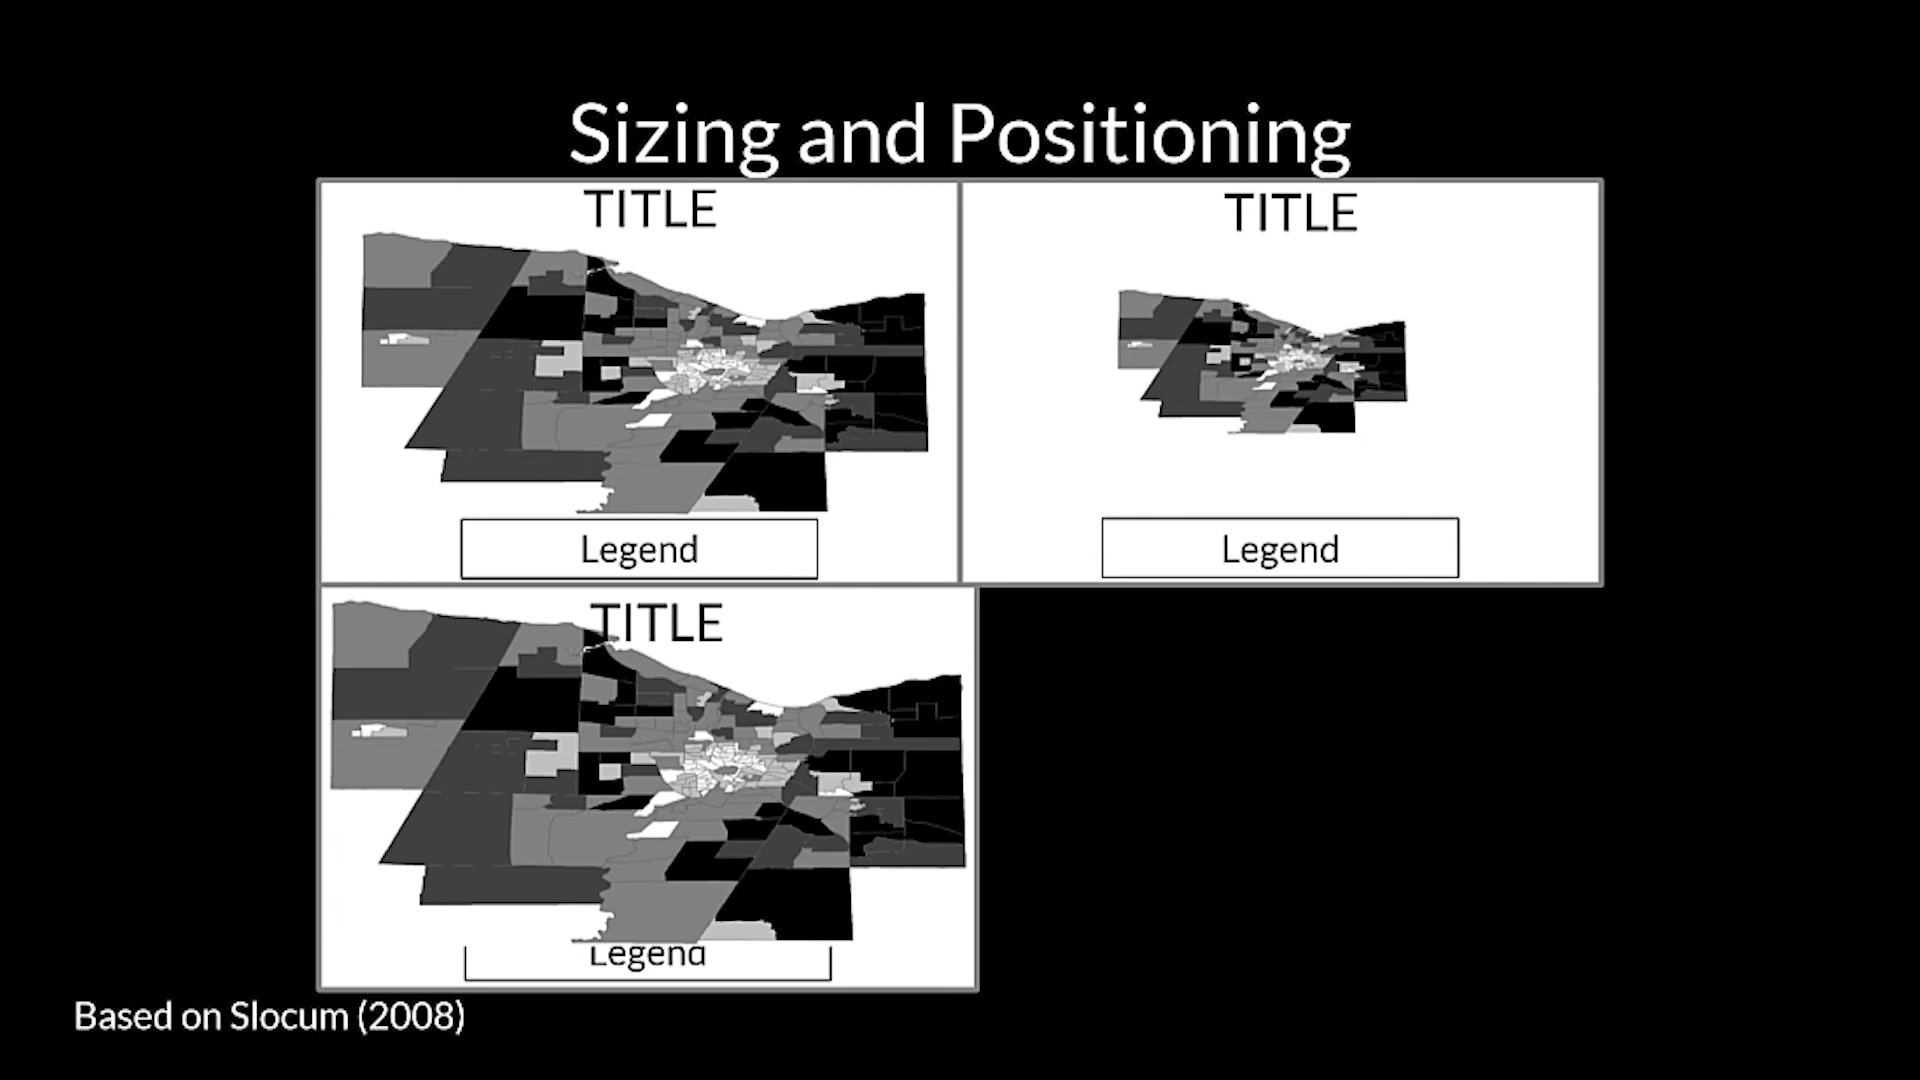 Sizing and Positioning
TITLE
TITLE
Legend
Legend
TITLE
Legend
Based on Slocum (2008)